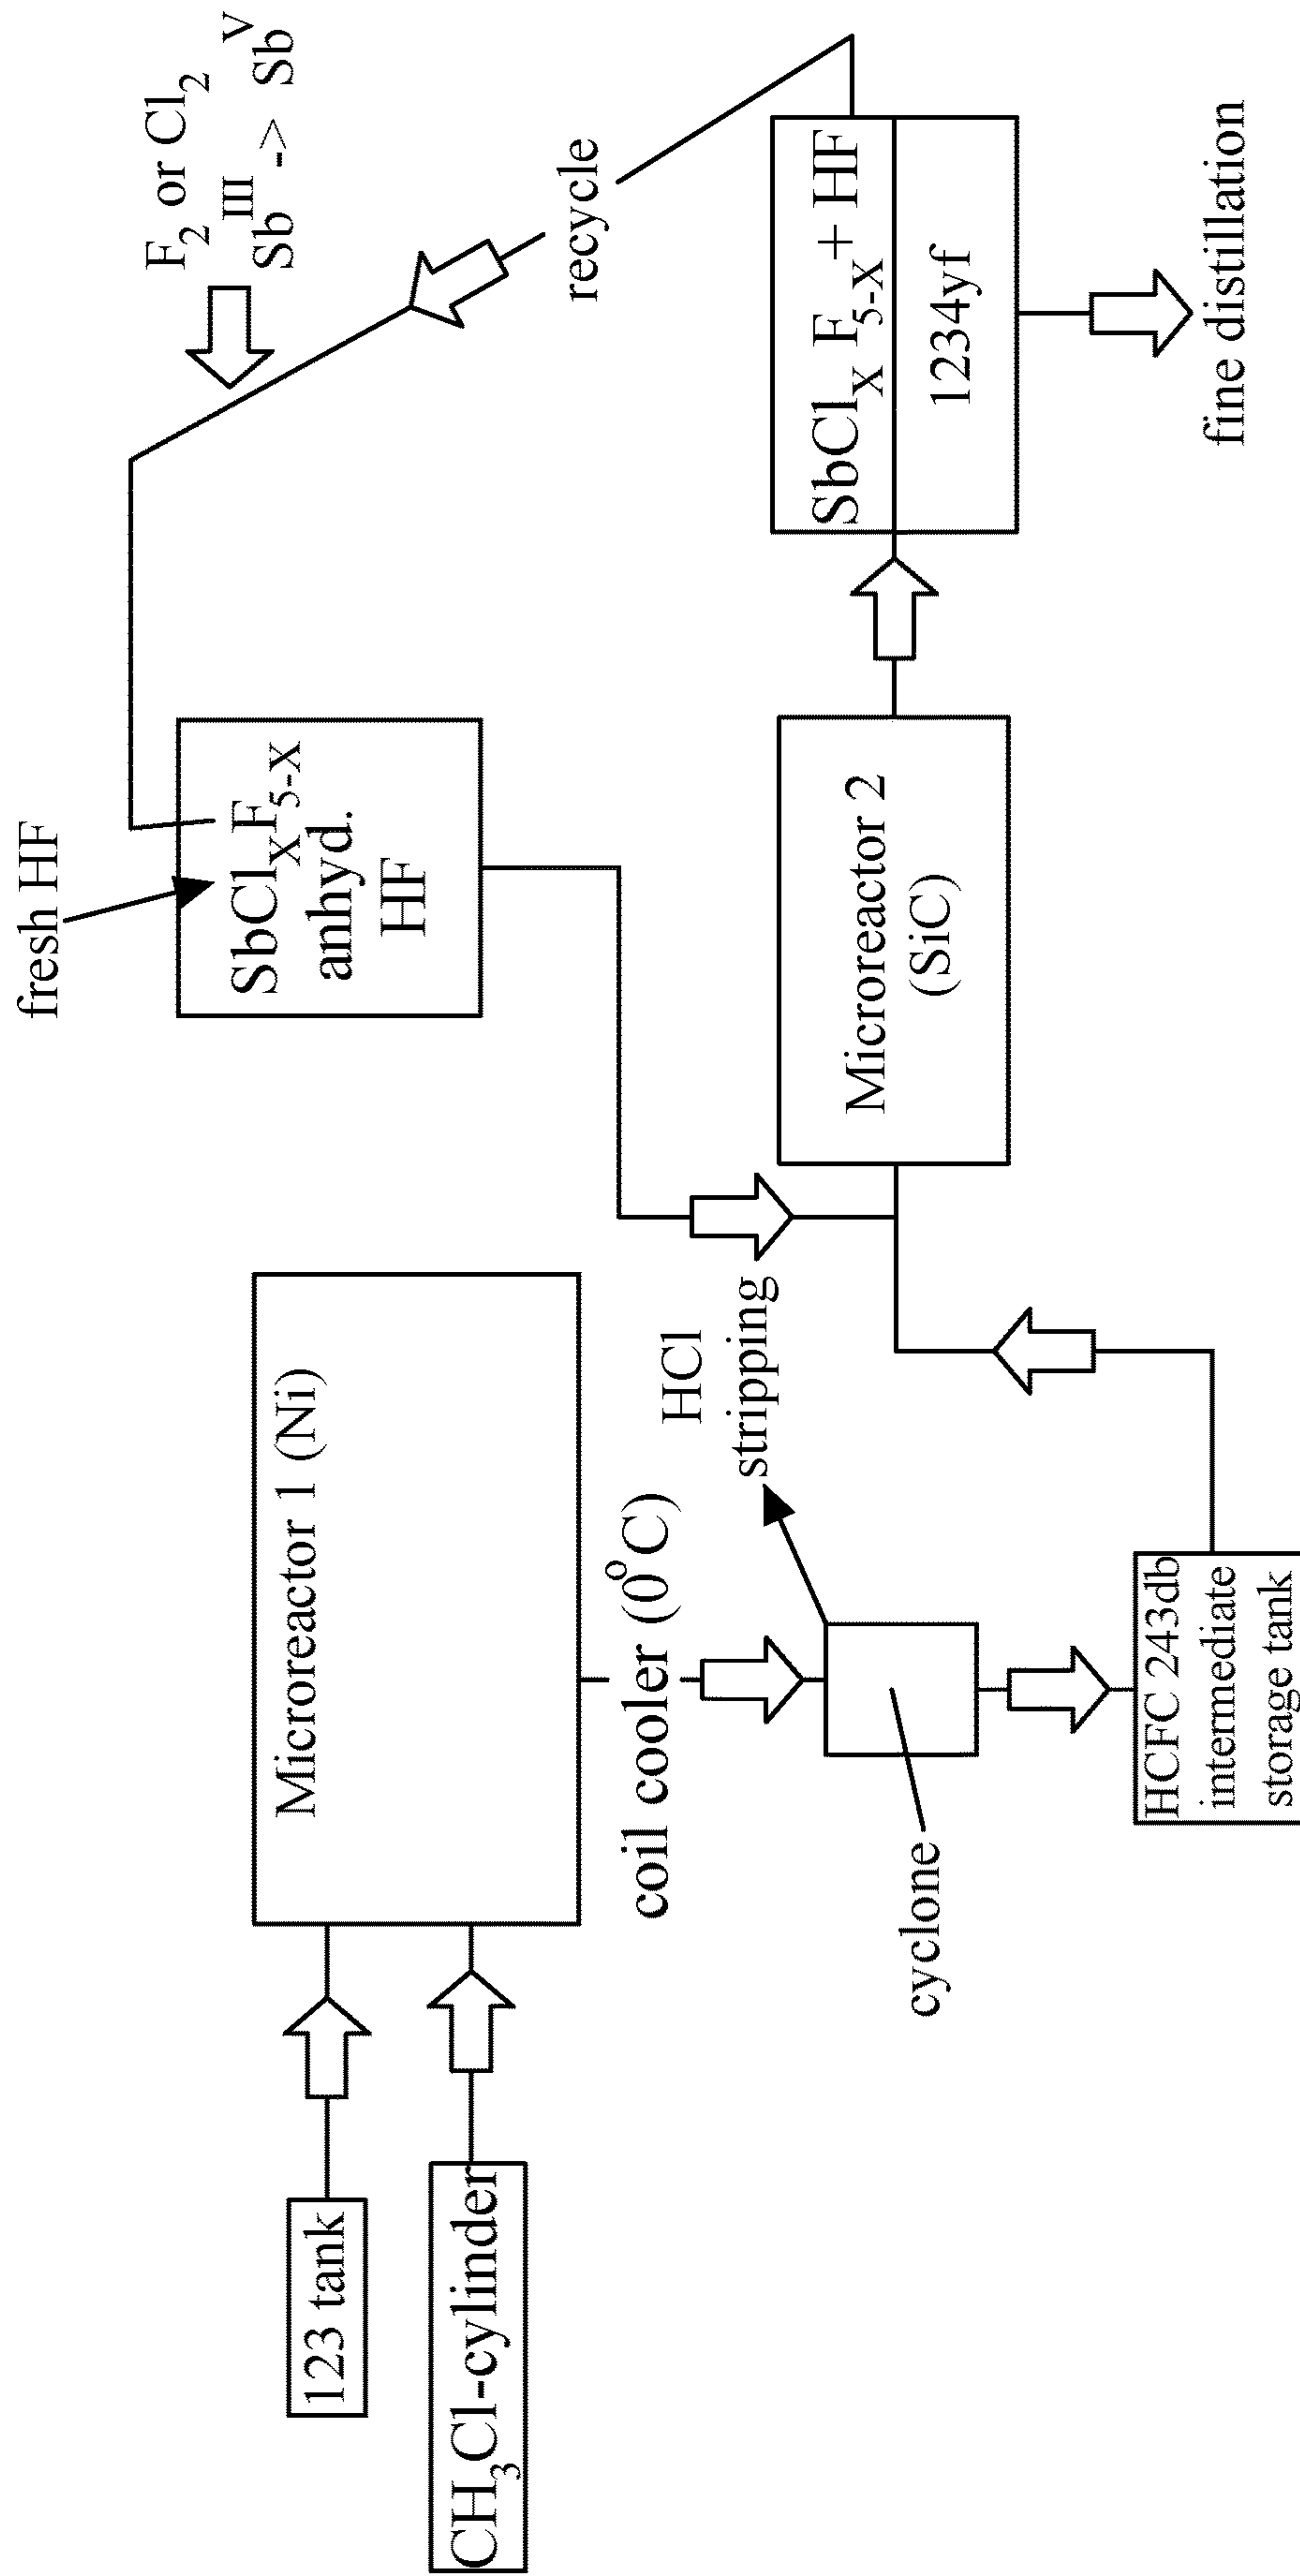 fresh HF
F₂ or Cl₂
Sbᴵᴵᴵ -> Sbⱽ
SbClₓF₅₋ₓ
anhyd.
HF
recycle
Microreactor 1 (Ni)
123 tank
CH₃Cl-cylinder
coil cooler (0°C)
HCl
stripping
cyclone
HCFC 243db
intermediate
storage tank
Microreactor 2
(SiC)
SbClₓF₅₋ₓ + HF
1234yf
fine distillation